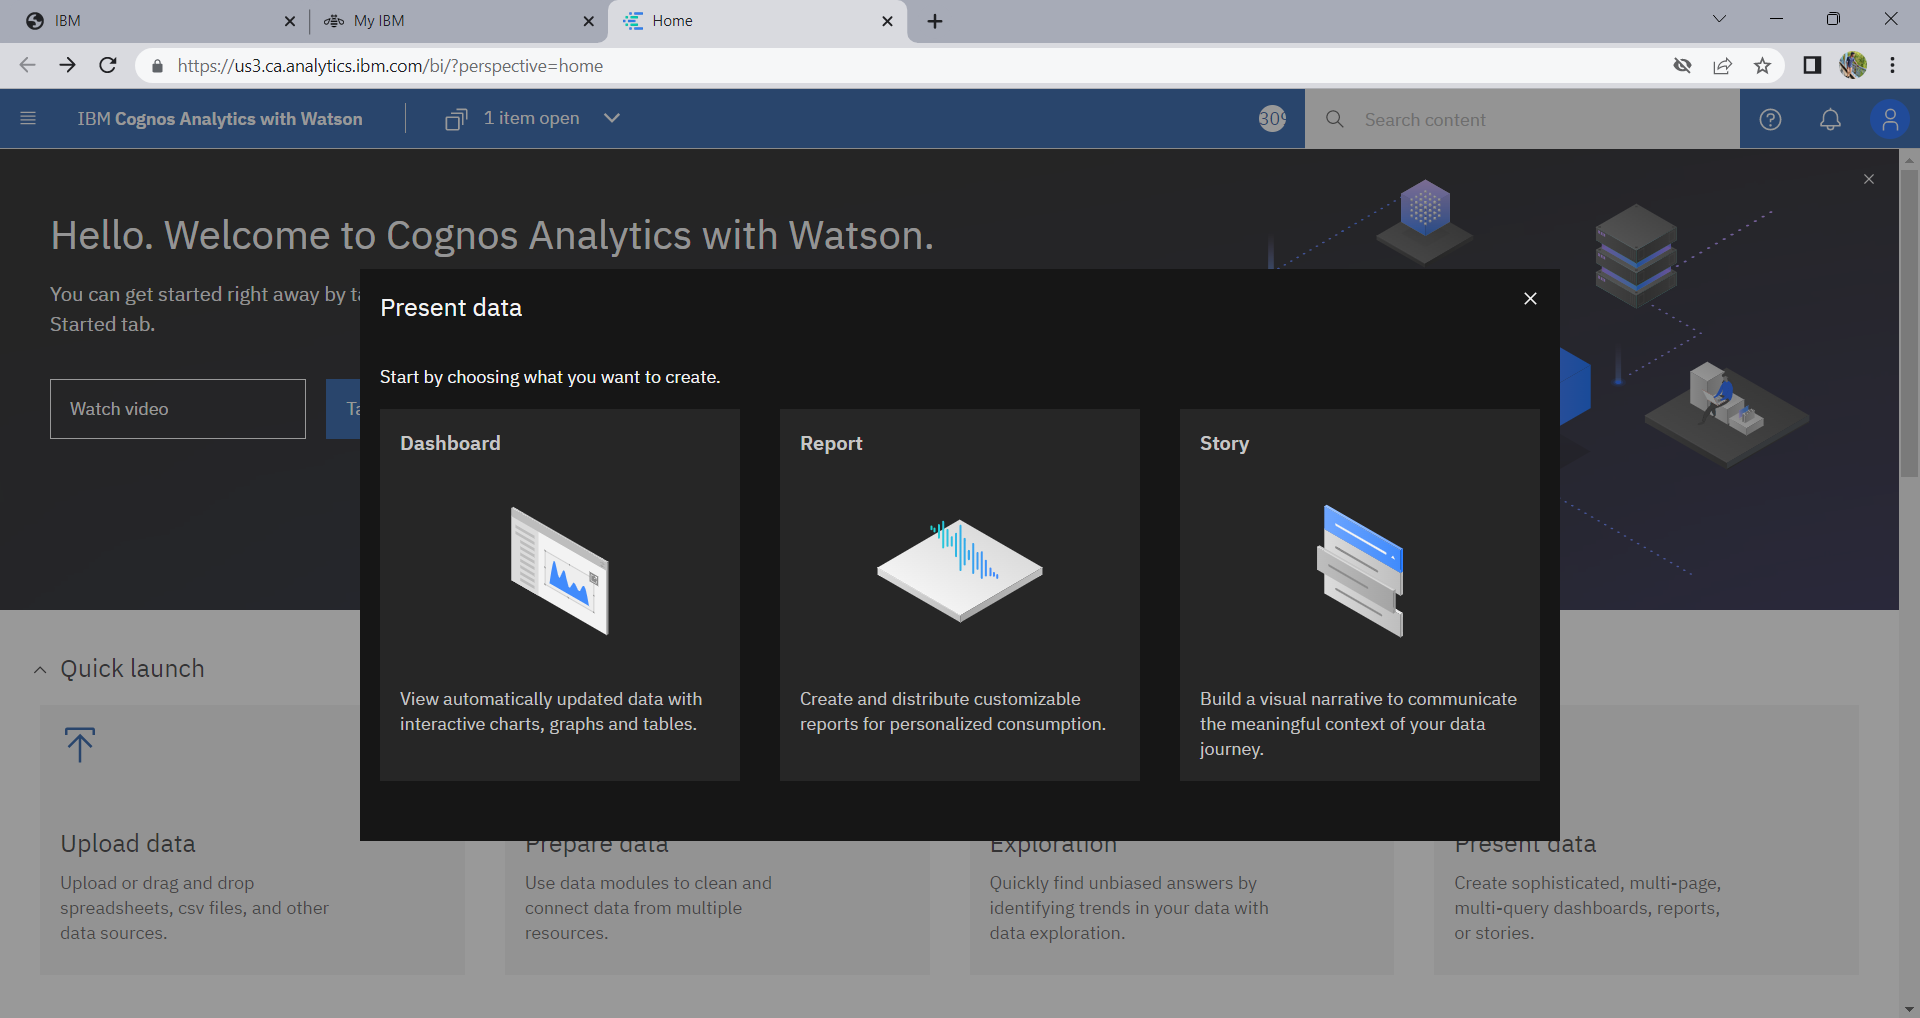 IBM
My IBM
Home
https://us3.ca.analytics.ibm.com/bi/?perspective=home
IBM Cognos Analytics with Watson
1 item open
Search content
Hello. Welcome to Cognos Analytics with Watson.
You can get started right away by
Started tab.
Watch video
Present data
Start by choosing what you want to create.
Dashboard
View automatically updated data with
interactive charts, graphs and tables.
Report
Create and distribute customizable
reports for personalized consumption.
Story
Build a visual narrative to communicate
the meaningful context of your data
journey.
Quick launch
Upload data
Upload or drag and drop
spreadsheets, csv files, and other
data sources.
Prepare data
Use data modules to clean and
connect data from multiple
resources.
Exploration
Quickly find unbiased answers by
identifying trends in your data with
data exploration.
Present data
Create sophisticated, multi-page,
multi-query dashboards, reports,
or stories.